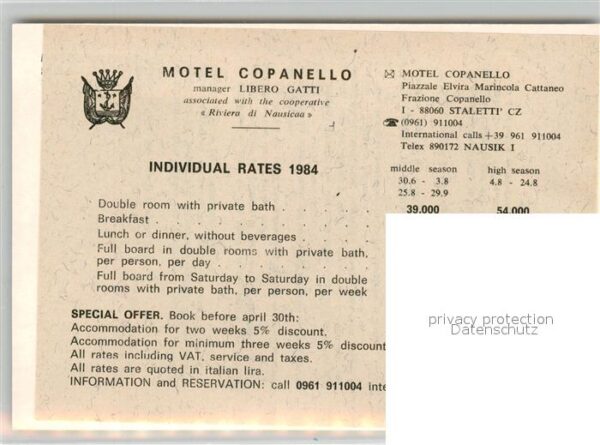 MOTEL COPANELLO
manager LIBERO GATTI
associated with the cooperative
« Riviera di Nausicaa »
✉ MOTEL COPANELLO
Piazzale Elvira Marincola Cattaneo
Frazione Copanello
I - 88060 STALETTI' CZ
☎ (0961) 911004
International calls +39 961 911004
Telex 890172 NAUSIK I
INDIVIDUAL RATES 1984
middle season high season
30.6 - 3.8 4.8 - 24.8
25.8 - 29.9
Double room with private bath . . . . 39.000 54.000
Breakfast . . . . . . . . . .
Lunch or dinner, without beverages . . .
Full board in double rooms with private bath,
per person, per day . . . . . . .
Full board from Saturday to Saturday in double
rooms with private bath, per person, per week
SPECIAL OFFER. Book before april 30th:
Accommodation for two weeks 5% discount.
Accommodation for minimum three weeks 5% discount
All rates including VAT, service and taxes.
All rates are quoted in italian lira.
INFORMATION and RESERVATION: call 0961 911004 inte
privacy protection
Datenschutz